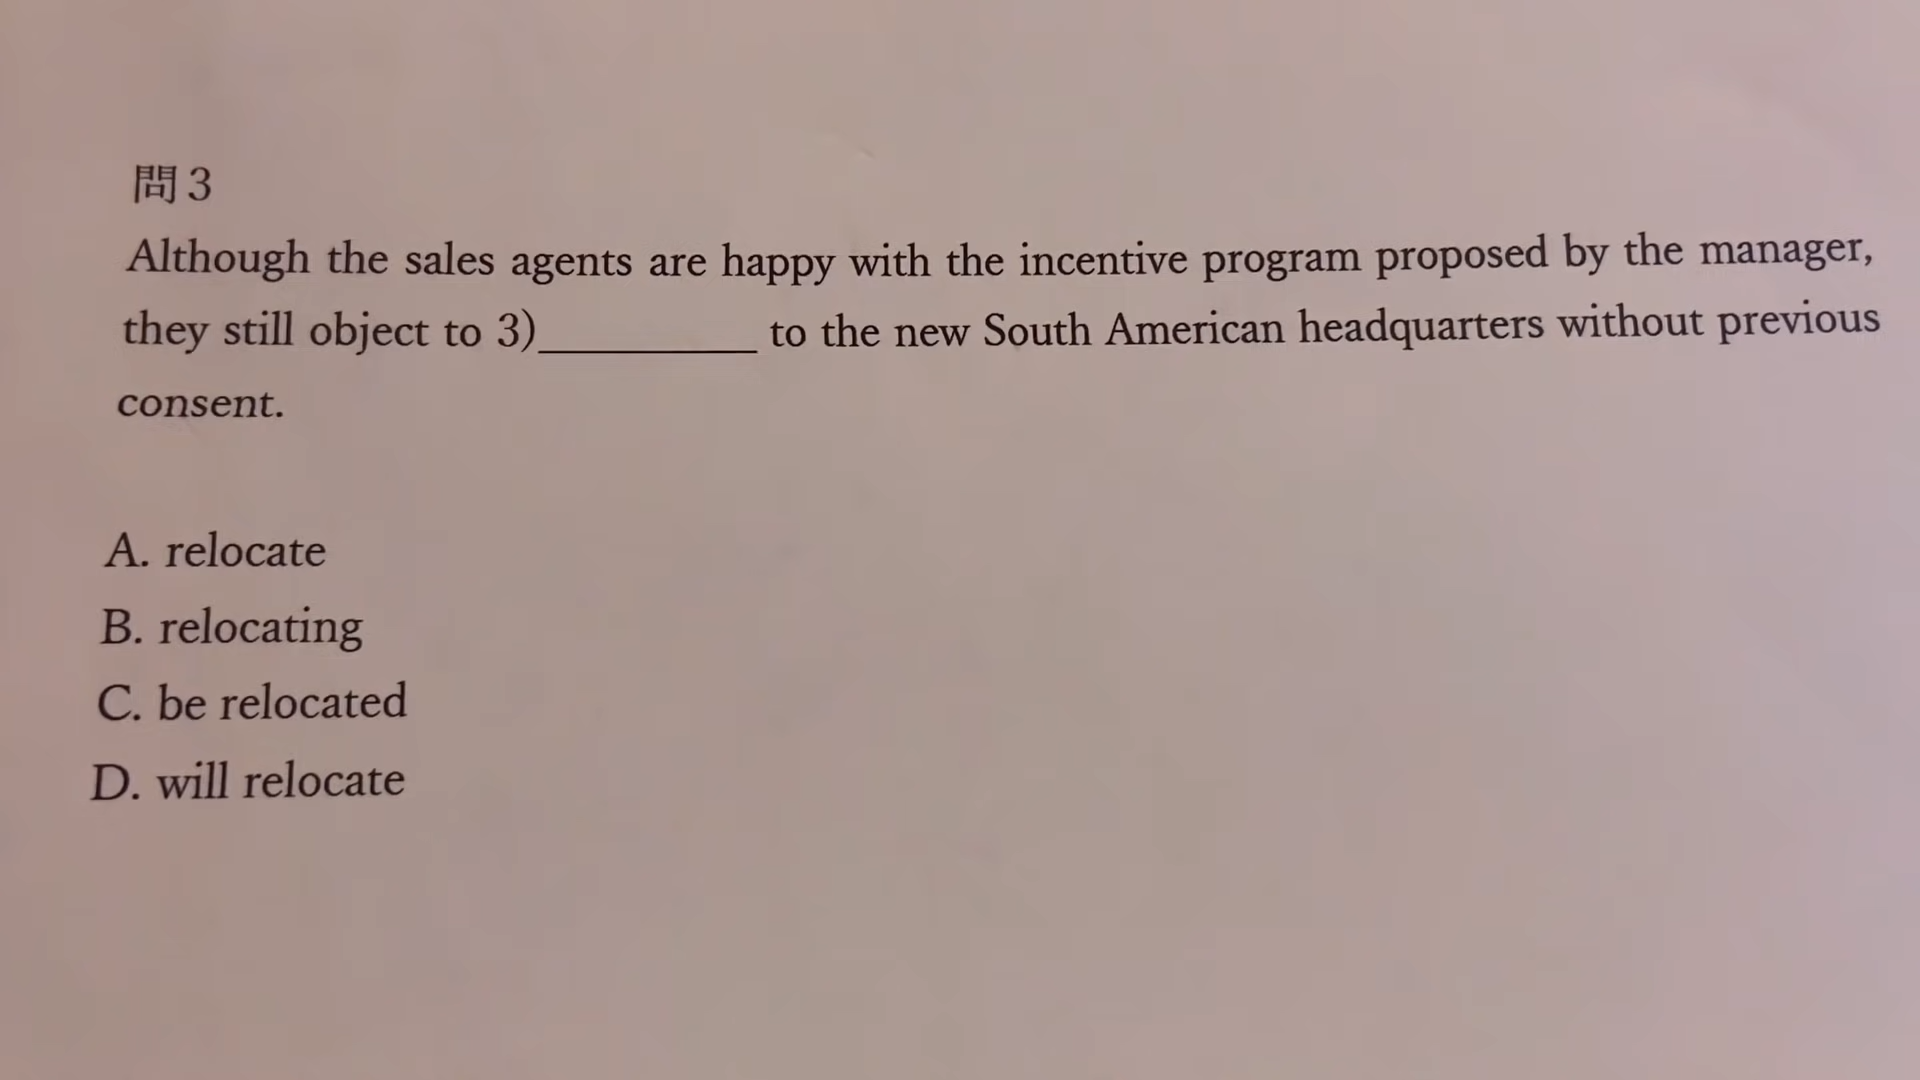 問3
Although the sales agents are happy with the incentive program proposed by the manager,
they still object to 3)__________ to the new South American headquarters without previous
consent.
A. relocate
B. relocating
C. be relocated
D. will relocate